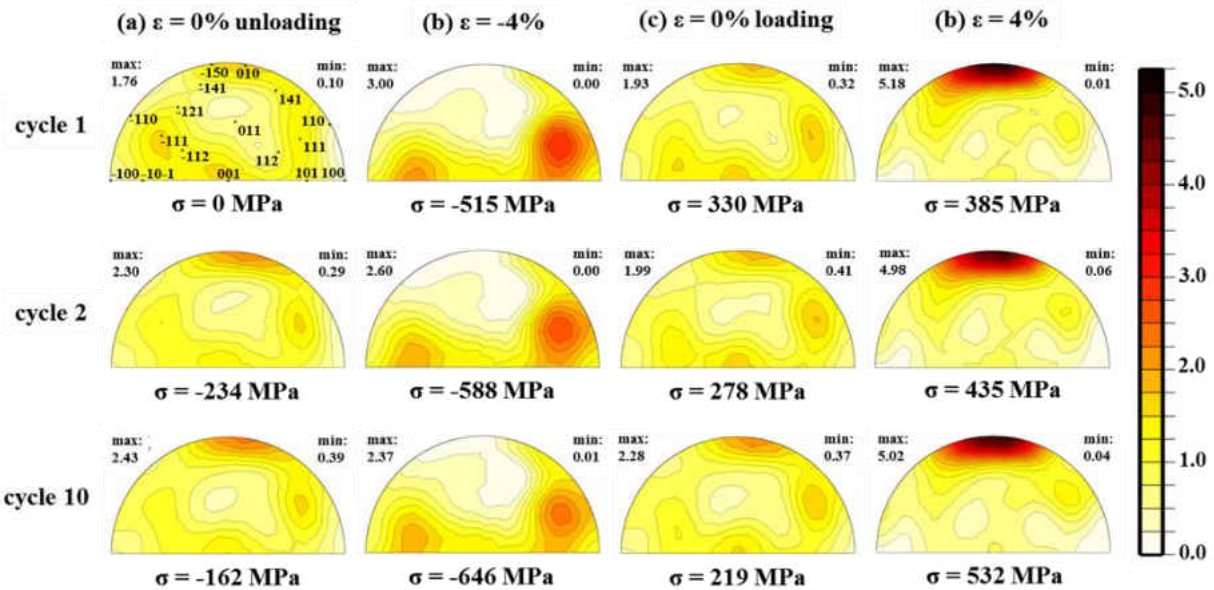 (a) ε = 0% unloading (b) ε = -4% (c) ε = 0% loading (b) ε = 4%
max: 1.76 min: 0.10 max: 3.00 min: 0.00 max: 1.93 min: 0.32 max: 5.18 min: 0.01
-150 010
-141
141
-110 -121
110
011
-111
111
-112
112
-100 -10-1 001 101 100
cycle 1
σ = 0 MPa σ = -515 MPa σ = 330 MPa σ = 385 MPa
max: 2.30 min: 0.29 max: 2.60 min: 0.00 max: 1.99 min: 0.41 max: 4.98 min: 0.06
cycle 2
σ = -234 MPa σ = -588 MPa σ = 278 MPa σ = 435 MPa
max: 2.43 min: 0.39 max: 2.37 min: 0.01 max: 2.28 min: 0.37 max: 5.02 min: 0.04
cycle 10
σ = -162 MPa σ = -646 MPa σ = 219 MPa σ = 532 MPa
5.0
4.0
3.0
2.0
1.0
0.0